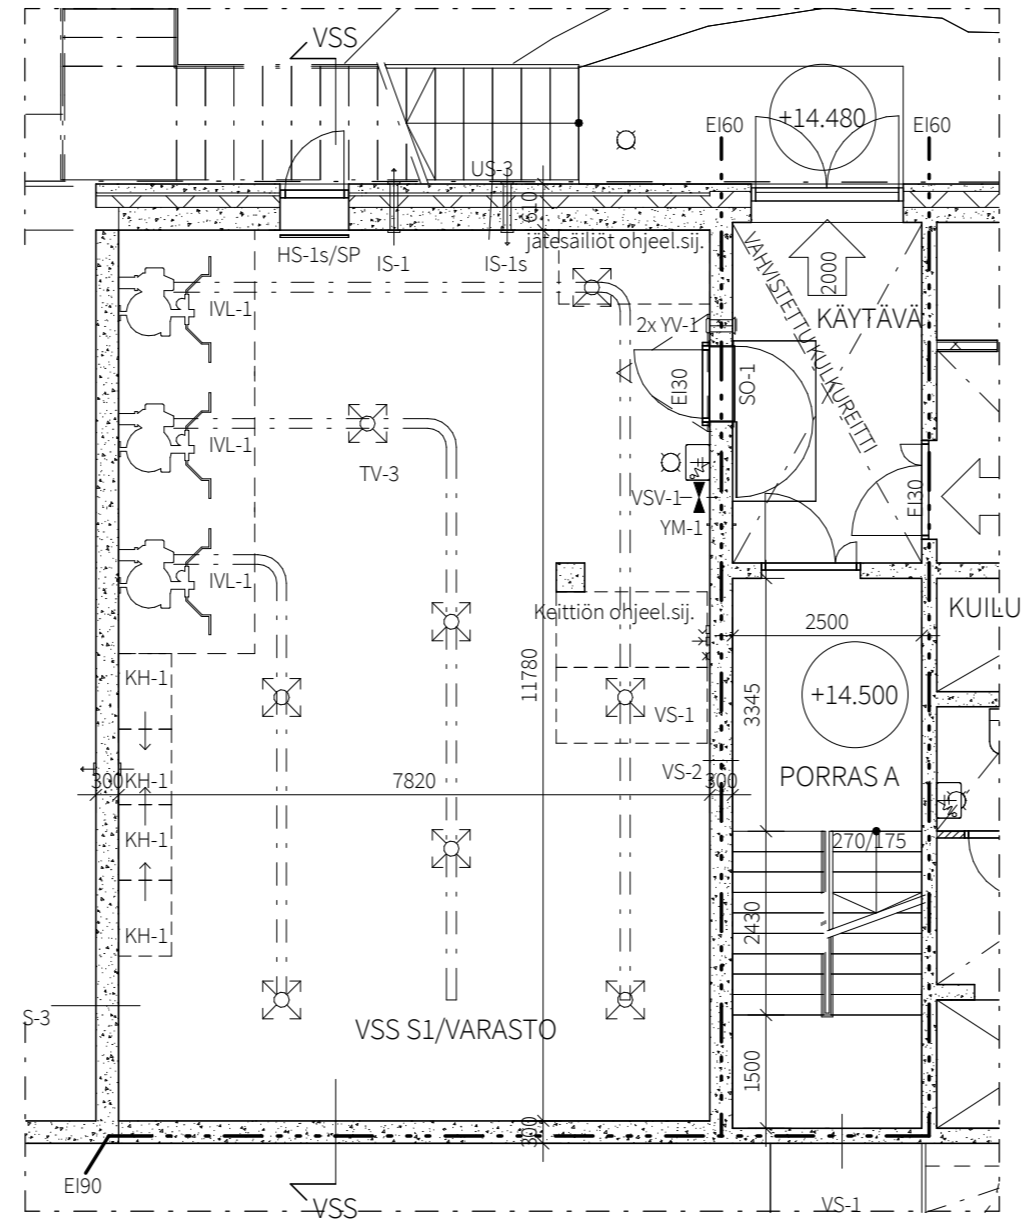 VSS
+14.480
EI60
EI60
US-3
610
HS-1s/SP
IS-1
IS-1s
jätesäiliöt ohjeel.sij.
VAHVISTETTU KULKUREITTI
2000
KÄYTÄVÄ
IVL-1
2x YV-1
EI30
SO-1
IVL-1
TV-3
VSV-1
YM-1
EI30
IVL-1
Keittiön ohjeel.sij.
2500
KUILU
11780
KH-1
3345
+14.500
VS-1
VS-2
PORRAS A
300
KH-1
7820
300
KH-1
270/175
2430
KH-1
S-3
VSS S1/VARASTO
1500
300
EI90
VSS
VS-1